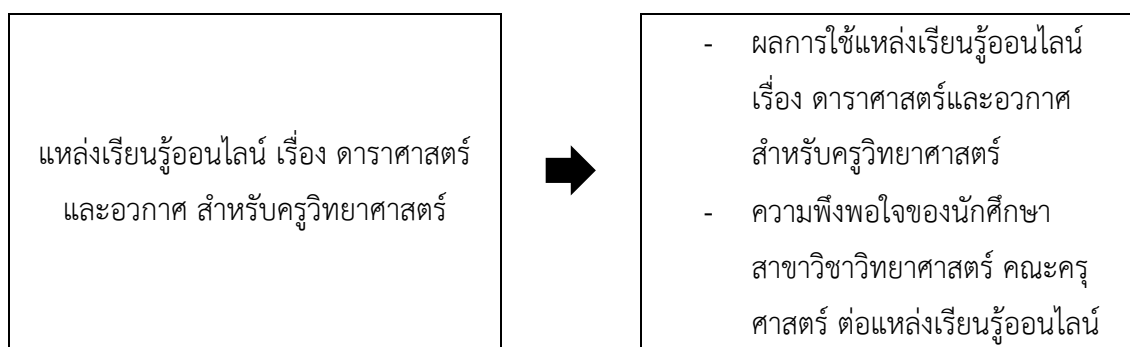 แหล่งเรียนรู้ออนไลน์ เรื่อง ดาราศาสตร์
และอวกาศ สำหรับครูวิทยาศาสตร์
- ผลการใช้แหล่งเรียนรู้ออนไลน์
เรื่อง ดาราศาสตร์และอวกาศ
สำหรับครูวิทยาศาสตร์
- ความพึงพอใจของนักศึกษา
สาขาวิชาวิทยาศาสตร์ คณะครุ
ศาสตร์ ต่อแหล่งเรียนรู้ออนไลน์